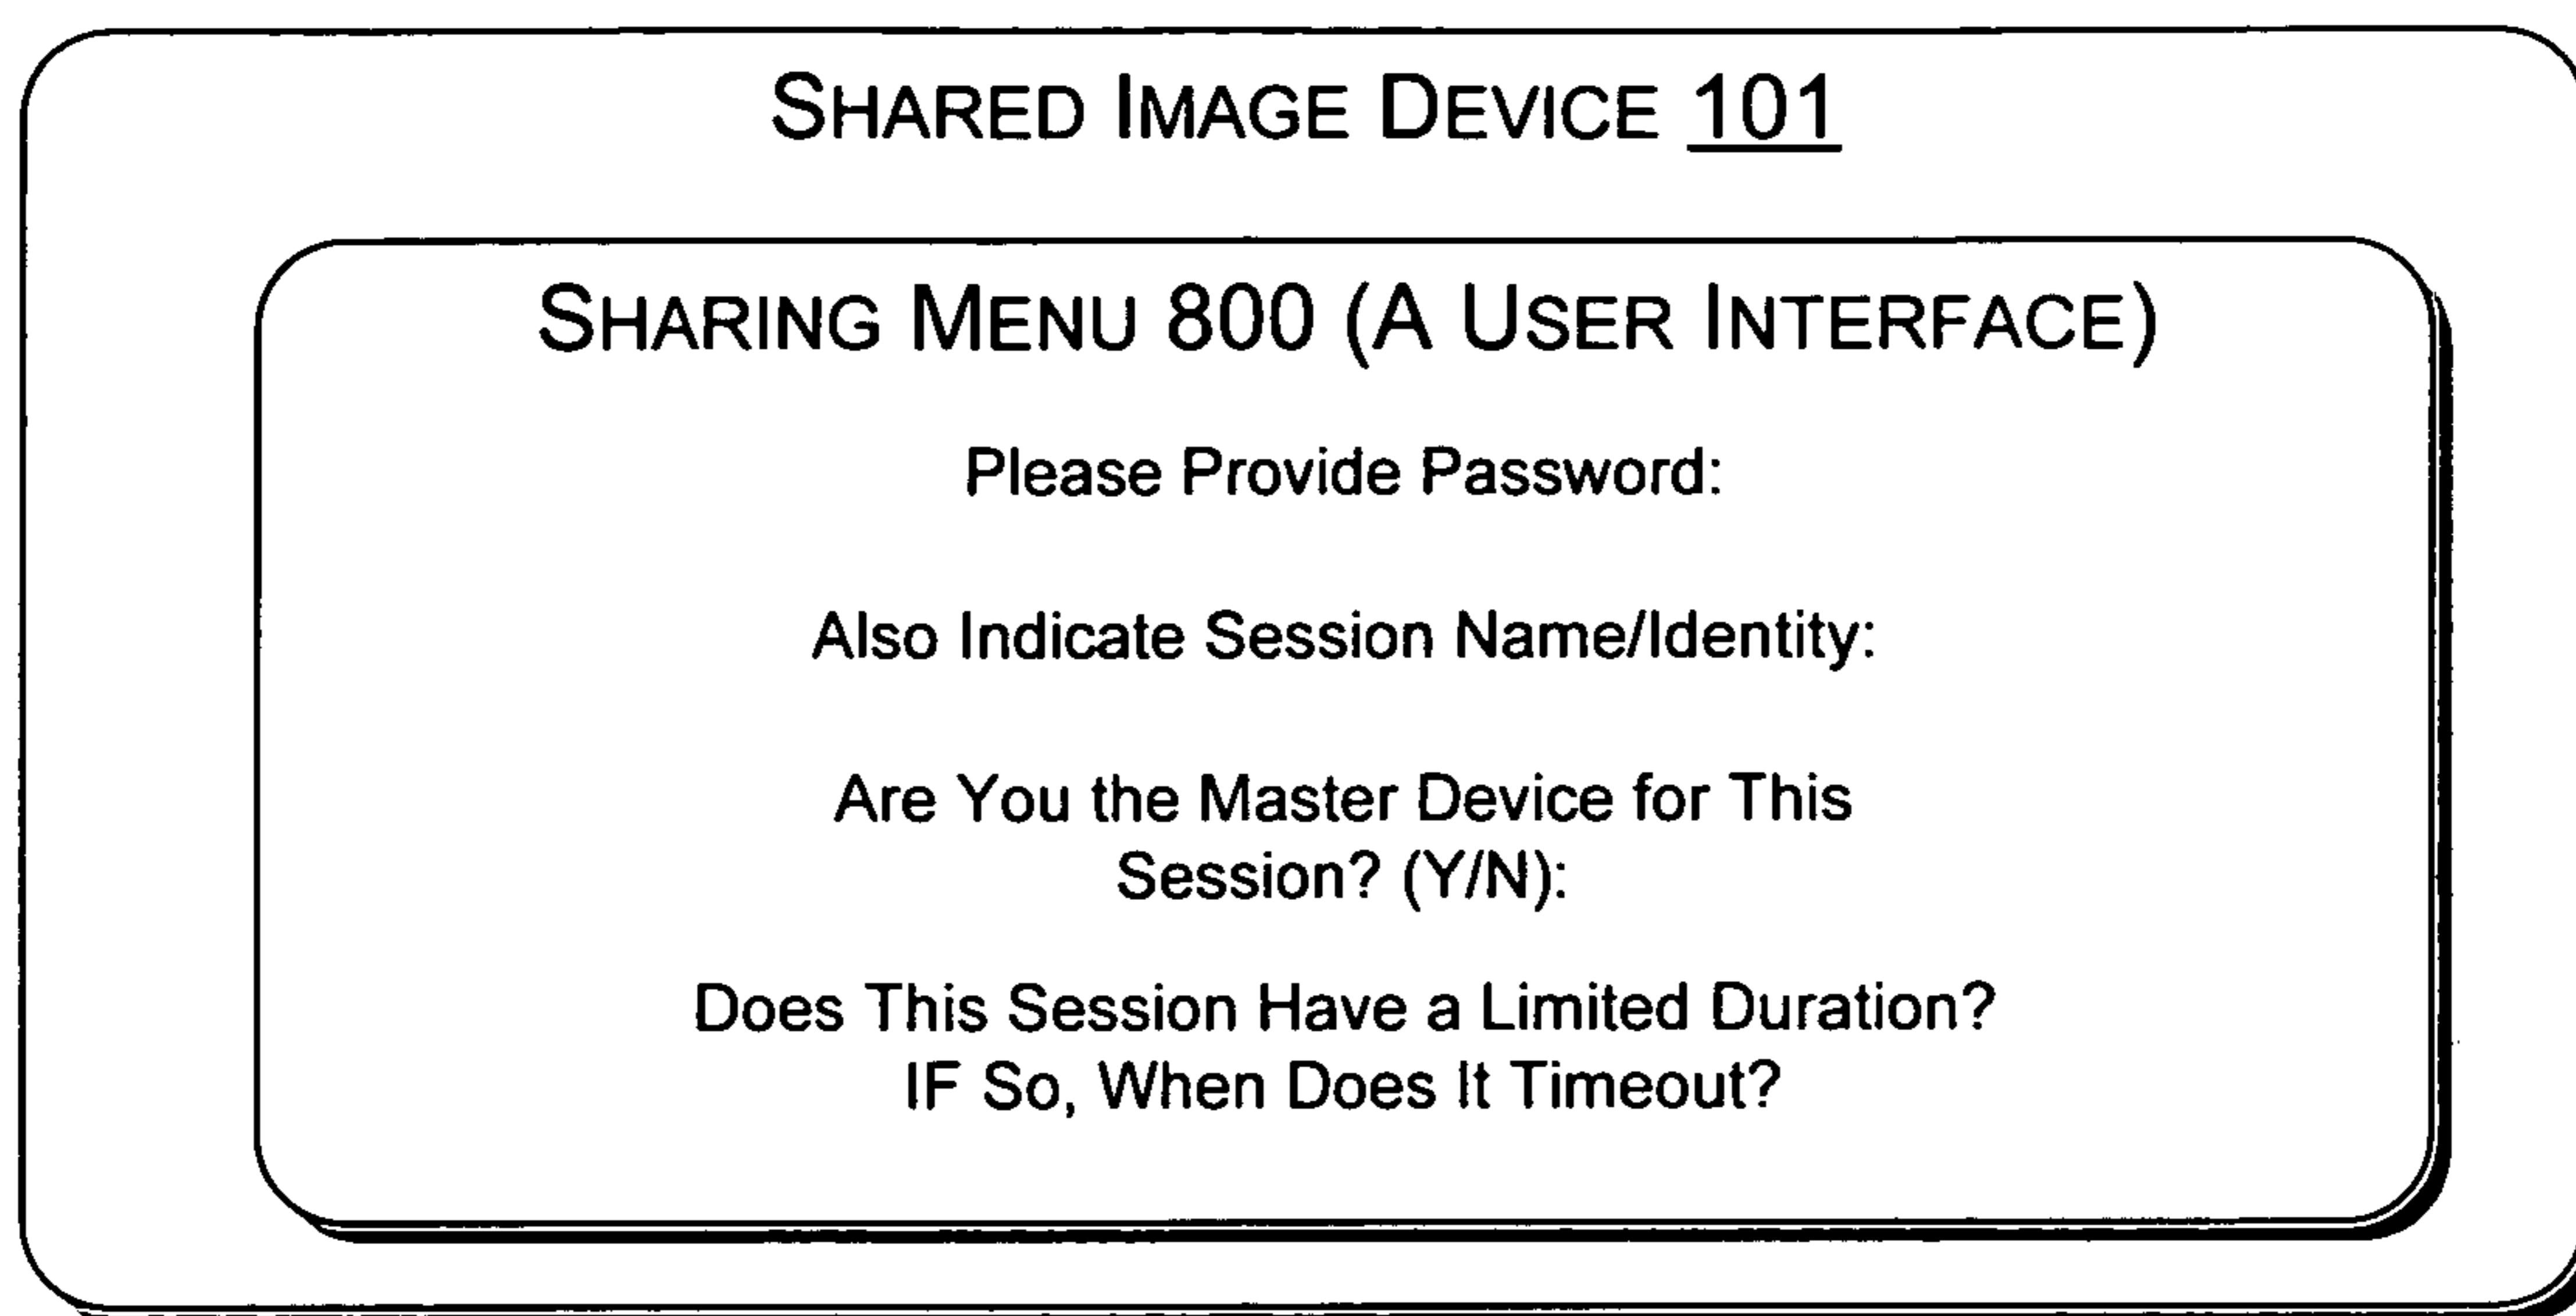 SHARED IMAGE DEVICE 101
SHARING MENU 800 (A USER INTERFACE)
Please Provide Password:
Also Indicate Session Name/Identity:
Are You the Master Device for This
Session? (Y/N):
Does This Session Have a Limited Duration?
IF So, When Does It Timeout?